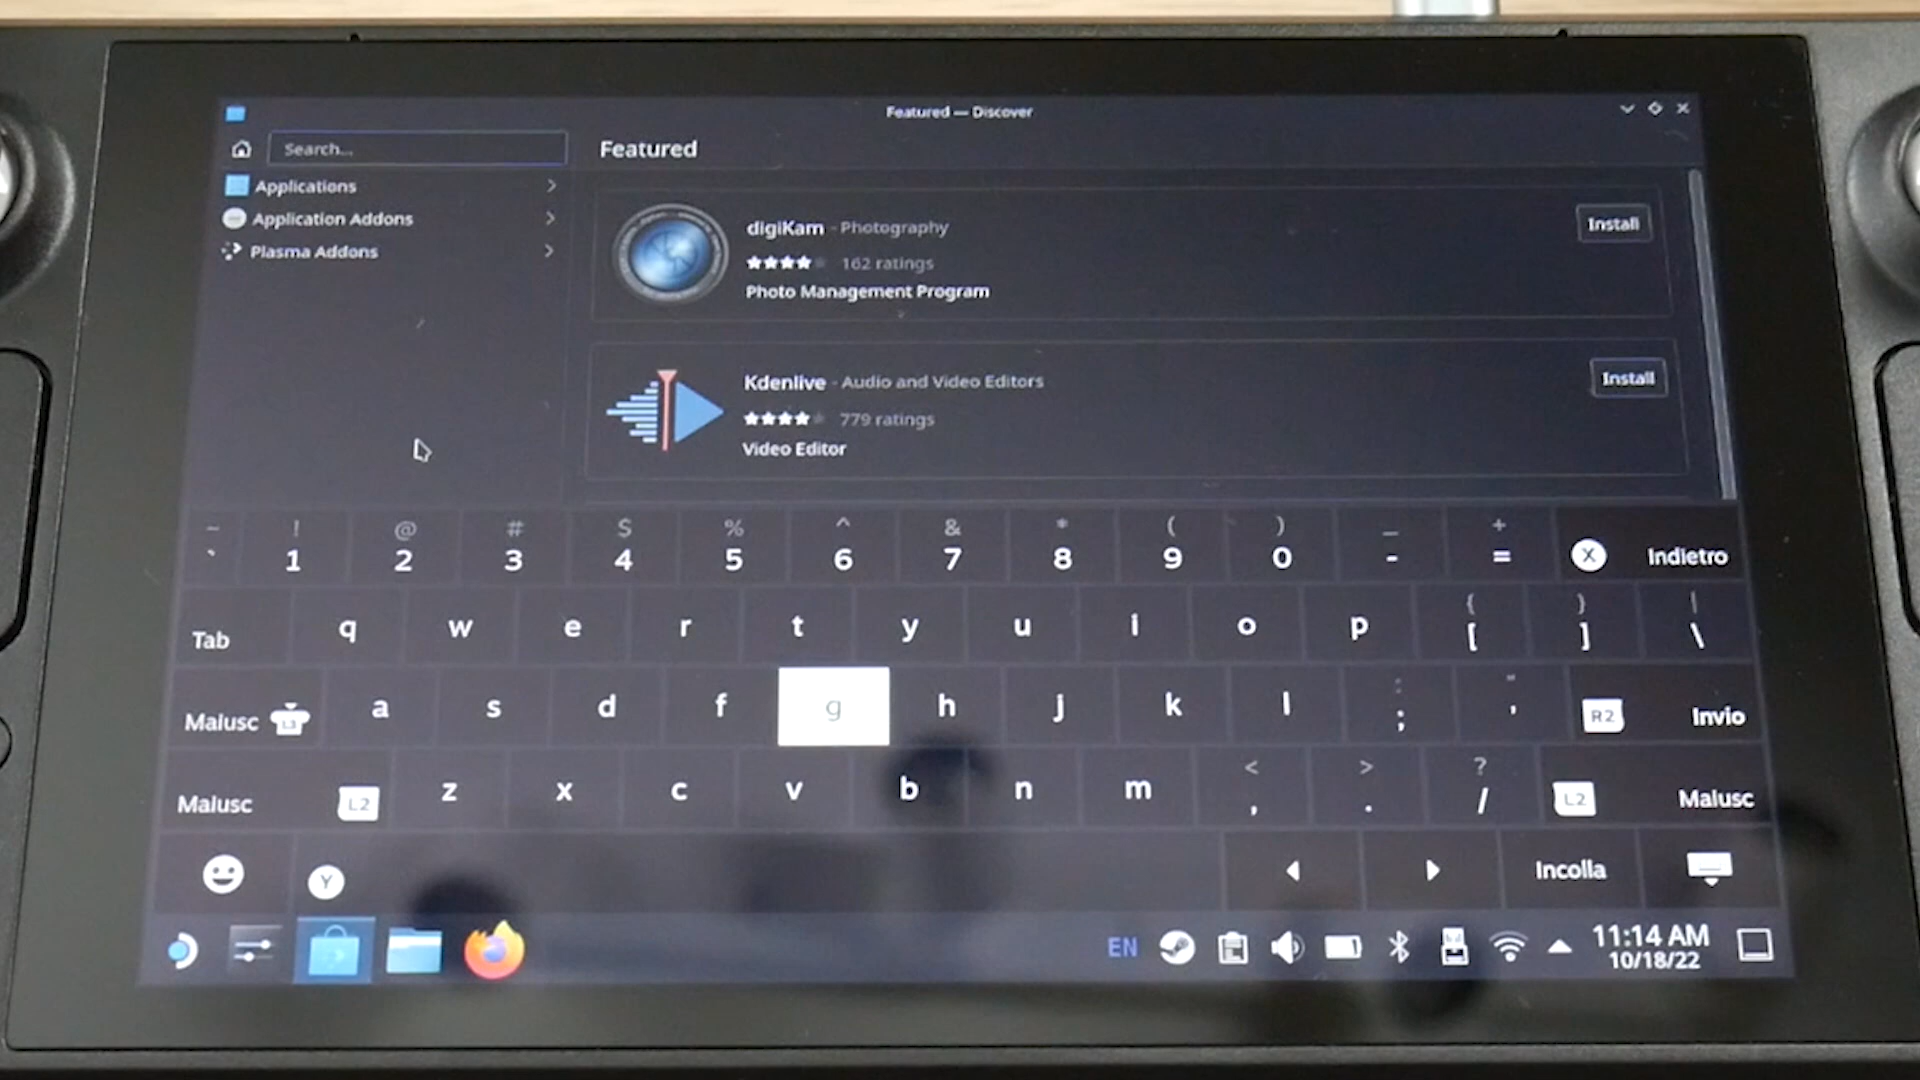 Featured — Discover
Search...
Featured
Applications
Application Addons
Plasma Addons
digiKam - Photography
Install
162 ratings
Photo Management Program
Kdenlive - Audio and Video Editors
Install
779 ratings
Video Editor
~ ! @ # $ % ^ & * ( ) _ +
` 1 2 3 4 5 6 7 8 9 0 - = X Indietro
{ } |
Tab q w e r t y u i o p [ ] \
: "
Maiusc L3 a s d f g h j k l ; ' R2 Invio
< > ?
Maiusc L2 z x c v b n m , . / L2 Maiusc
Y Incolla
EN 11:14 AM
10/18/22